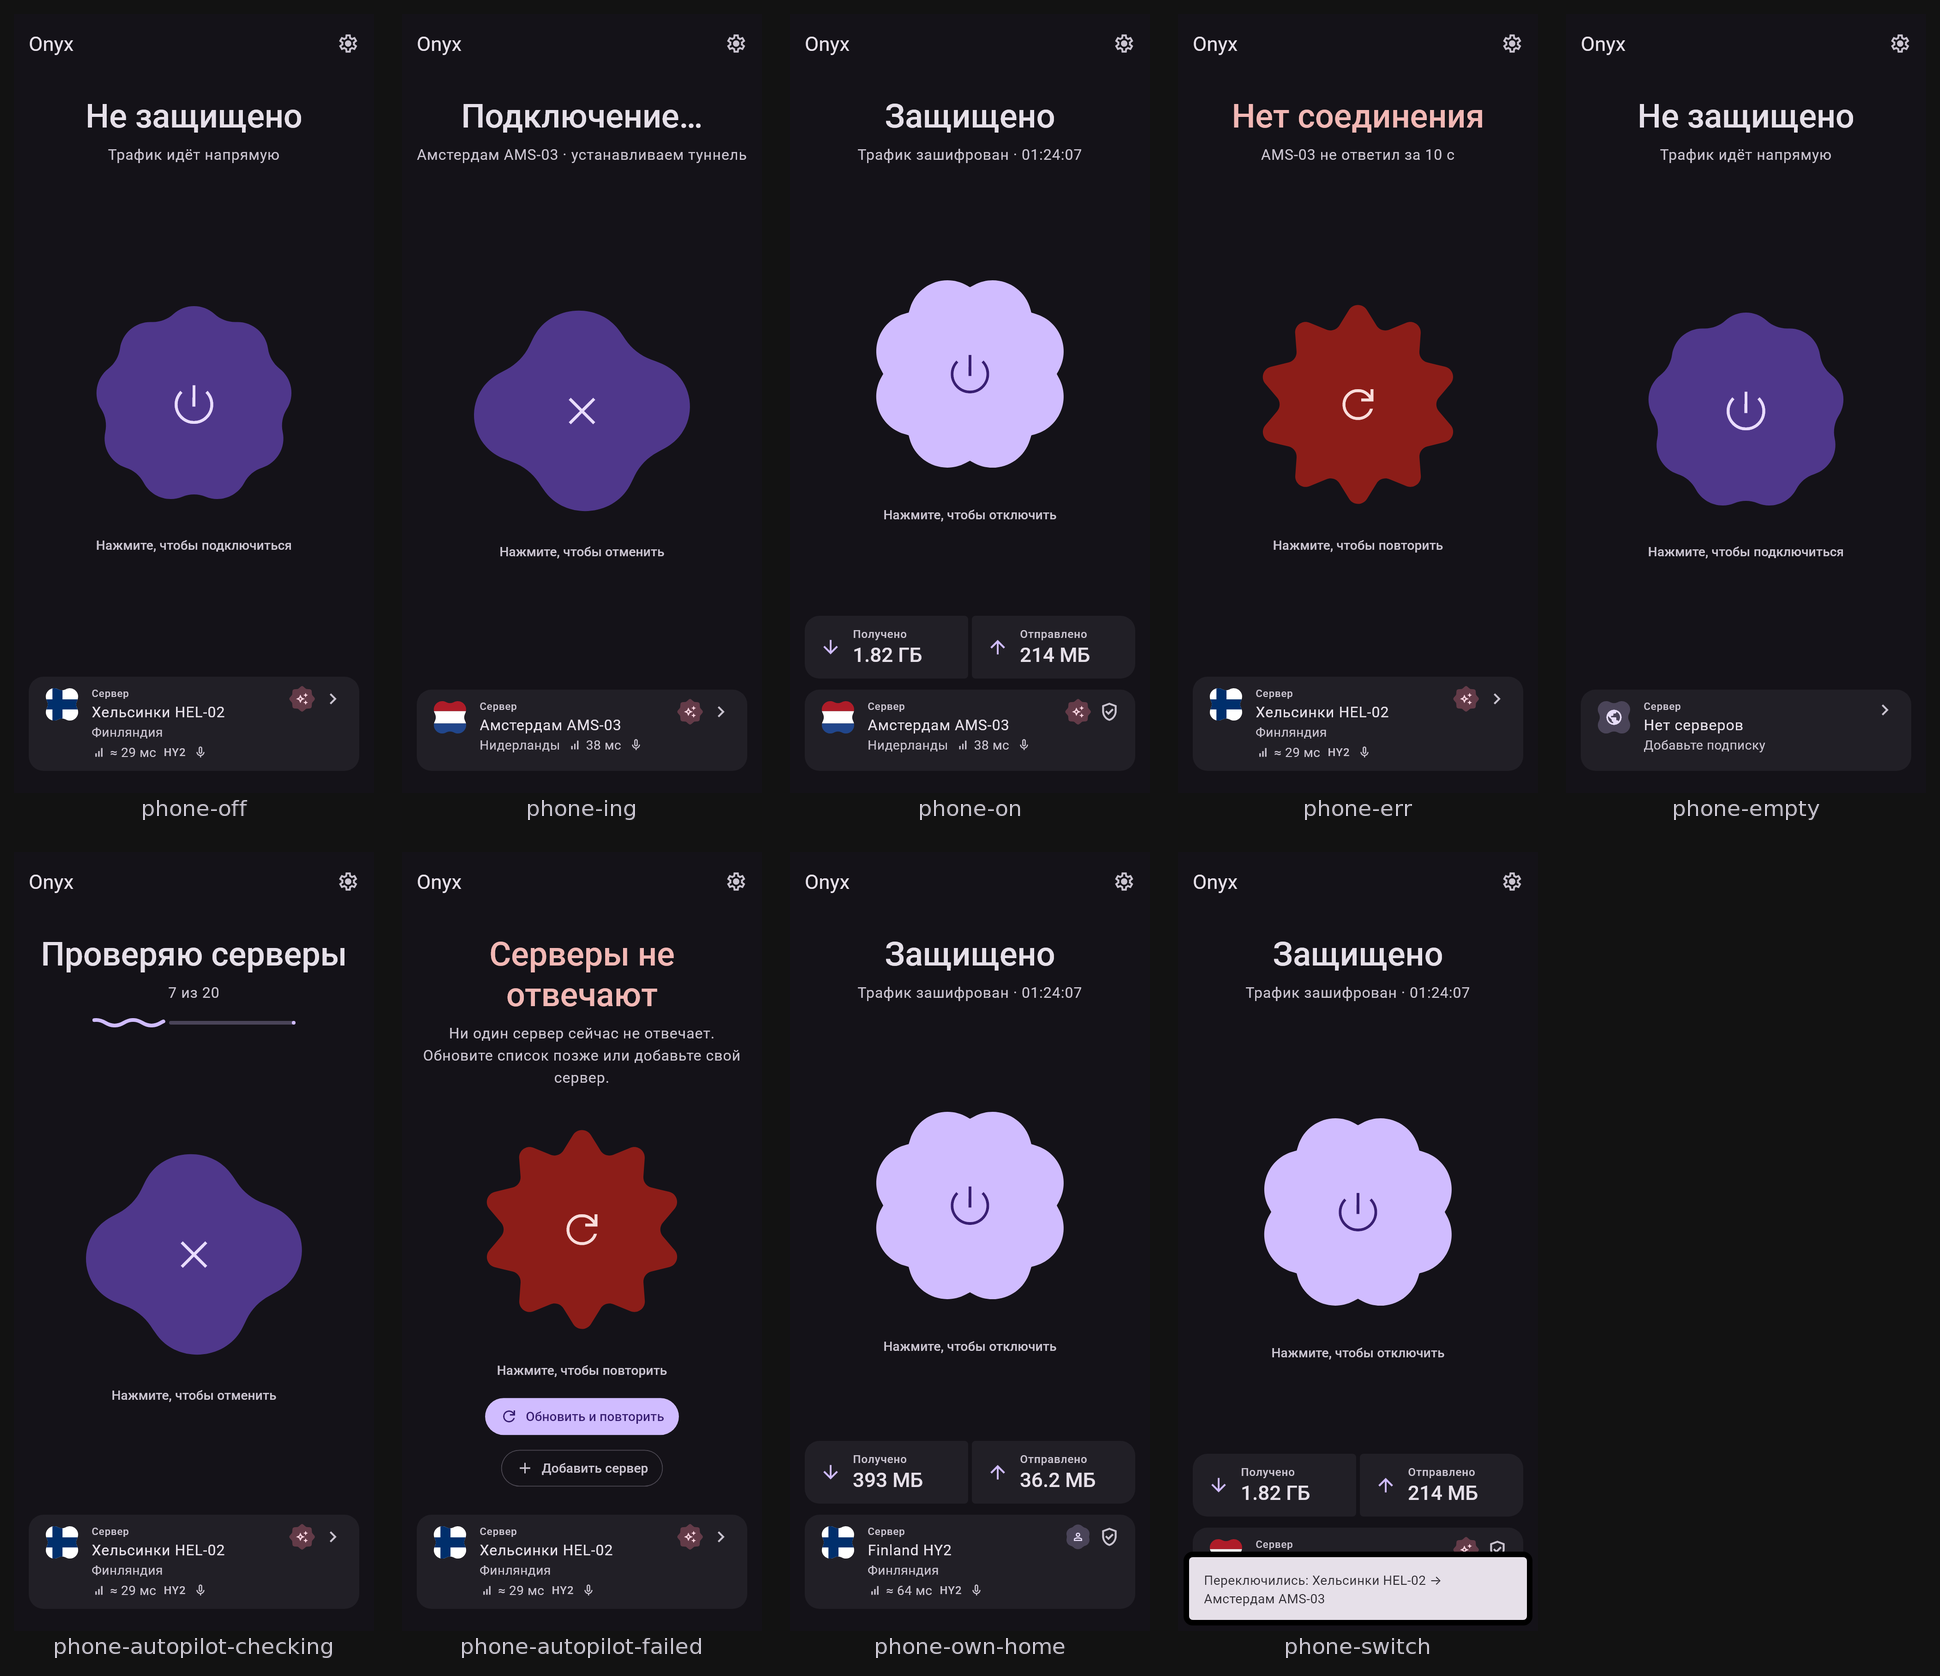 Onyx
Не защищено
Трафик идёт напрямую
Нажмите, чтобы подключиться
Сервер
Хельсинки HEL-02
Финляндия
≈ 29 мс HY2
phone-off
Onyx
Подключение...
Амстердам AMS-03 · устанавливаем туннель
Нажмите, чтобы отменить
Сервер
Амстердам AMS-03
Нидерланды 38 мс
phone-ing
Onyx
Защищено
Трафик зашифрован · 01:24:07
Нажмите, чтобы отключить
Получено
1.82 ГБ
Отправлено
214 МБ
Сервер
Амстердам AMS-03
Нидерланды 38 мс
phone-on
Onyx
Нет соединения
AMS-03 не ответил за 10 с
Нажмите, чтобы повторить
Сервер
Хельсинки HEL-02
Финляндия
≈ 29 мс HY2
phone-err
Onyx
Не защищено
Трафик идёт напрямую
Нажмите, чтобы подключиться
Сервер
Нет серверов
Добавьте подписку
phone-empty
Onyx
Проверяю серверы
7 из 20
Нажмите, чтобы отменить
Сервер
Хельсинки HEL-02
Финляндия
≈ 29 мс HY2
phone-autopilot-checking
Onyx
Серверы не
отвечают
Ни один сервер сейчас не отвечает.
Обновите список позже или добавьте свой
сервер.
Нажмите, чтобы повторить
Обновить и повторить
Добавить сервер
Сервер
Хельсинки HEL-02
Финляндия
≈ 29 мс HY2
phone-autopilot-failed
Onyx
Защищено
Трафик зашифрован · 01:24:07
Нажмите, чтобы отключить
Получено
393 МБ
Отправлено
36.2 МБ
Сервер
Finland HY2
Финляндия
≈ 64 мс HY2
phone-own-home
Onyx
Защищено
Трафик зашифрован · 01:24:07
Нажмите, чтобы отключить
Получено
1.82 ГБ
Отправлено
214 МБ
Сервер
Переключились: Хельсинки HEL-02 →
Амстердам AMS-03
phone-switch